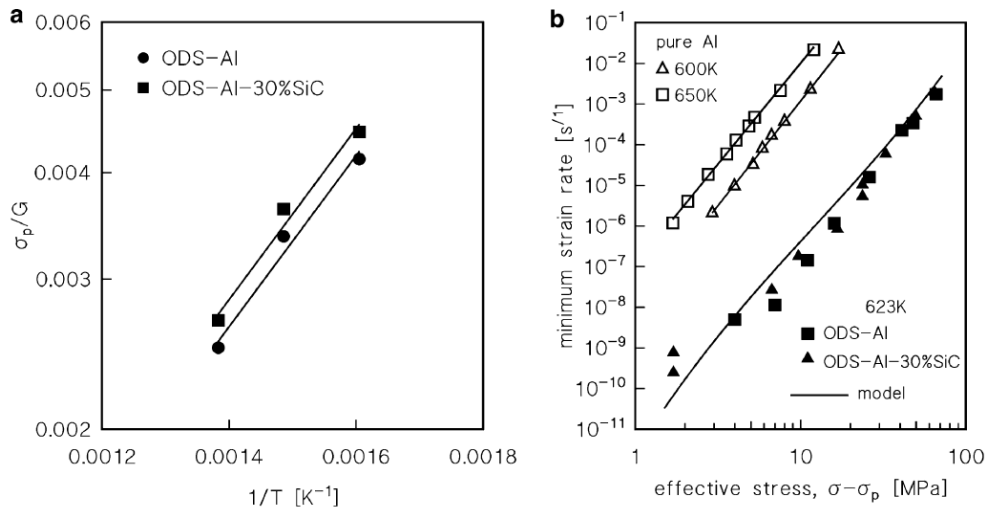 a
0.006
0.005
0.004
0.003
0.002
σp/G
ODS-Al
ODS-Al-30%SiC
0.0012
0.0014
0.0016
0.0018
1/T [K⁻¹]
b
10⁻¹
10⁻²
10⁻³
10⁻⁴
10⁻⁵
10⁻⁶
10⁻⁷
10⁻⁸
10⁻⁹
10⁻¹⁰
10⁻¹¹
minimum strain rate [s⁄¹]
pure Al
600K
650K
623K
ODS-Al
ODS-Al-30%SiC
model
1
10
100
effective stress, σ-σp [MPa]